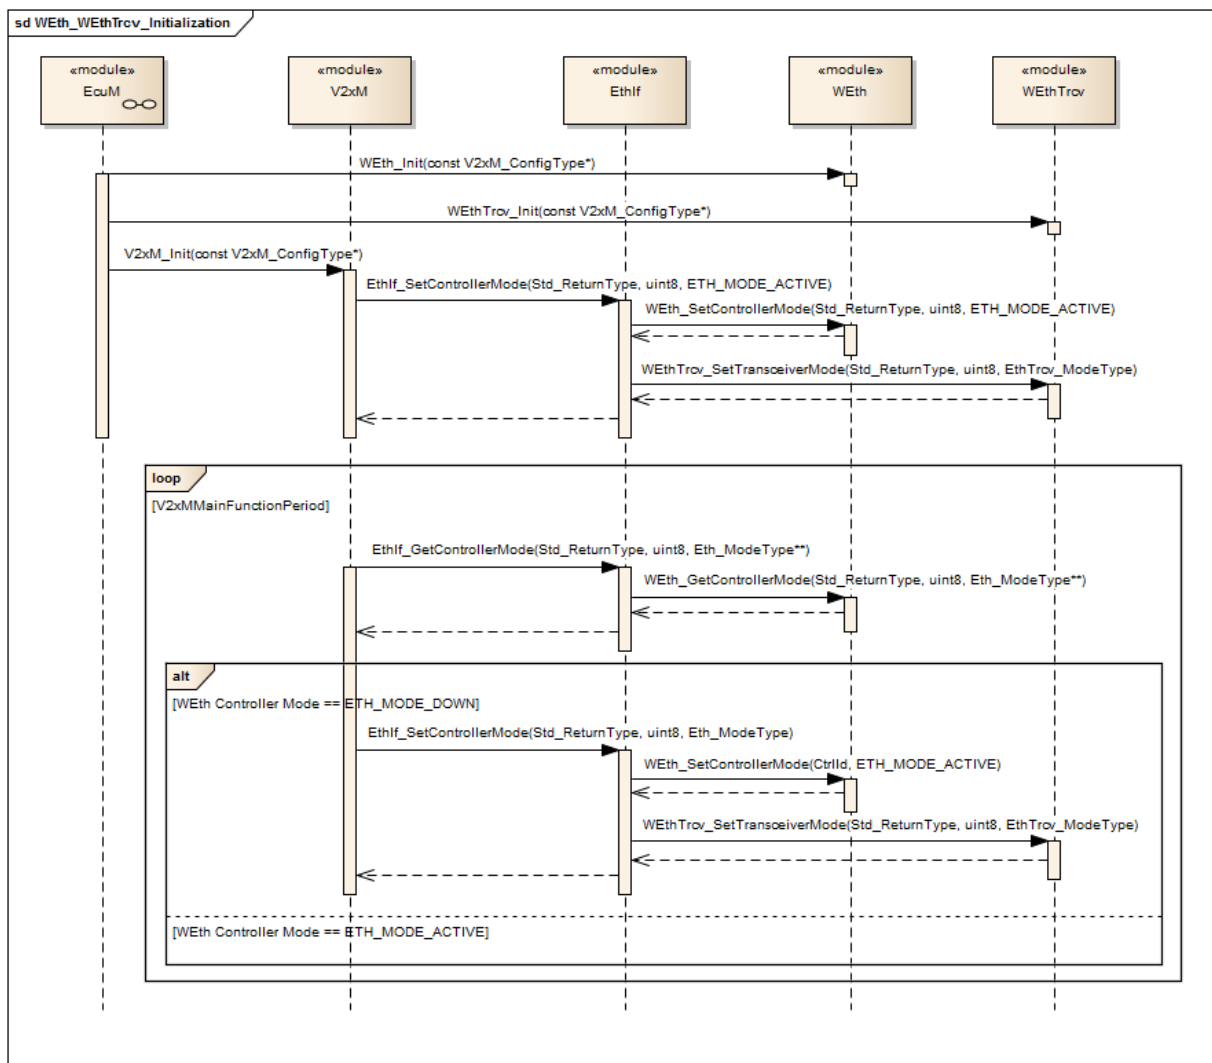 sd WEth_WEthTrcv_Initialization
«module»
EcuM
«module»
V2xM
«module»
EthIf
«module»
WEth
«module»
WEthTrcv
WEth_Init(const V2xM_ConfigType*)
WEthTrcv_Init(const V2xM_ConfigType*)
V2xM_Init(const V2xM_ConfigType*)
EthIf_SetControllerMode(Std_ReturnType, uint8, ETH_MODE_ACTIVE)
WEth_SetControllerMode(Std_ReturnType, uint8, ETH_MODE_ACTIVE)
WEthTrcv_SetTransceiverMode(Std_ReturnType, uint8, EthTrcv_ModeType)
loop
[V2xMMainFunctionPeriod]
EthIf_GetControllerMode(Std_ReturnType, uint8, Eth_ModeType**)
WEth_GetControllerMode(Std_ReturnType, uint8, Eth_ModeType**)
alt
[WEth Controller Mode == ETH_MODE_DOWN]
EthIf_SetControllerMode(Std_ReturnType, uint8, Eth_ModeType)
WEth_SetControllerMode(CtrlId, ETH_MODE_ACTIVE)
WEthTrcv_SetTransceiverMode(Std_ReturnType, uint8, EthTrcv_ModeType)
[WEth Controller Mode == ETH_MODE_ACTIVE]